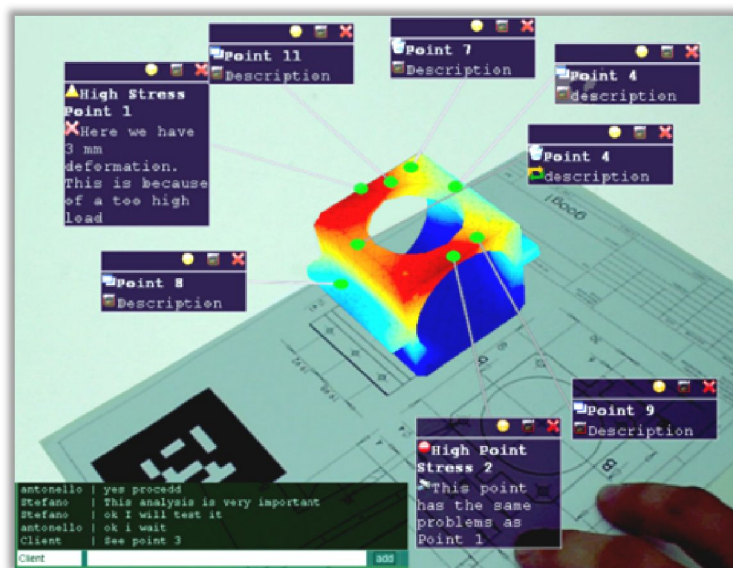 Point 11
Description
Point 7
Description
Point 4
description
High Stress
Point 1
Here we have
3 mm
deformation.
This is because
of a too high
load
Point 4
description
Point 8
Description
Point 9
Description
High Point
Stress 2
This point
has the same
problems as
Point 1
antonello | yes procedd
Stefano | This analysis is very important
Stefano | ok I will test it
antonello | ok i wait
Client | See point 3
Client
add